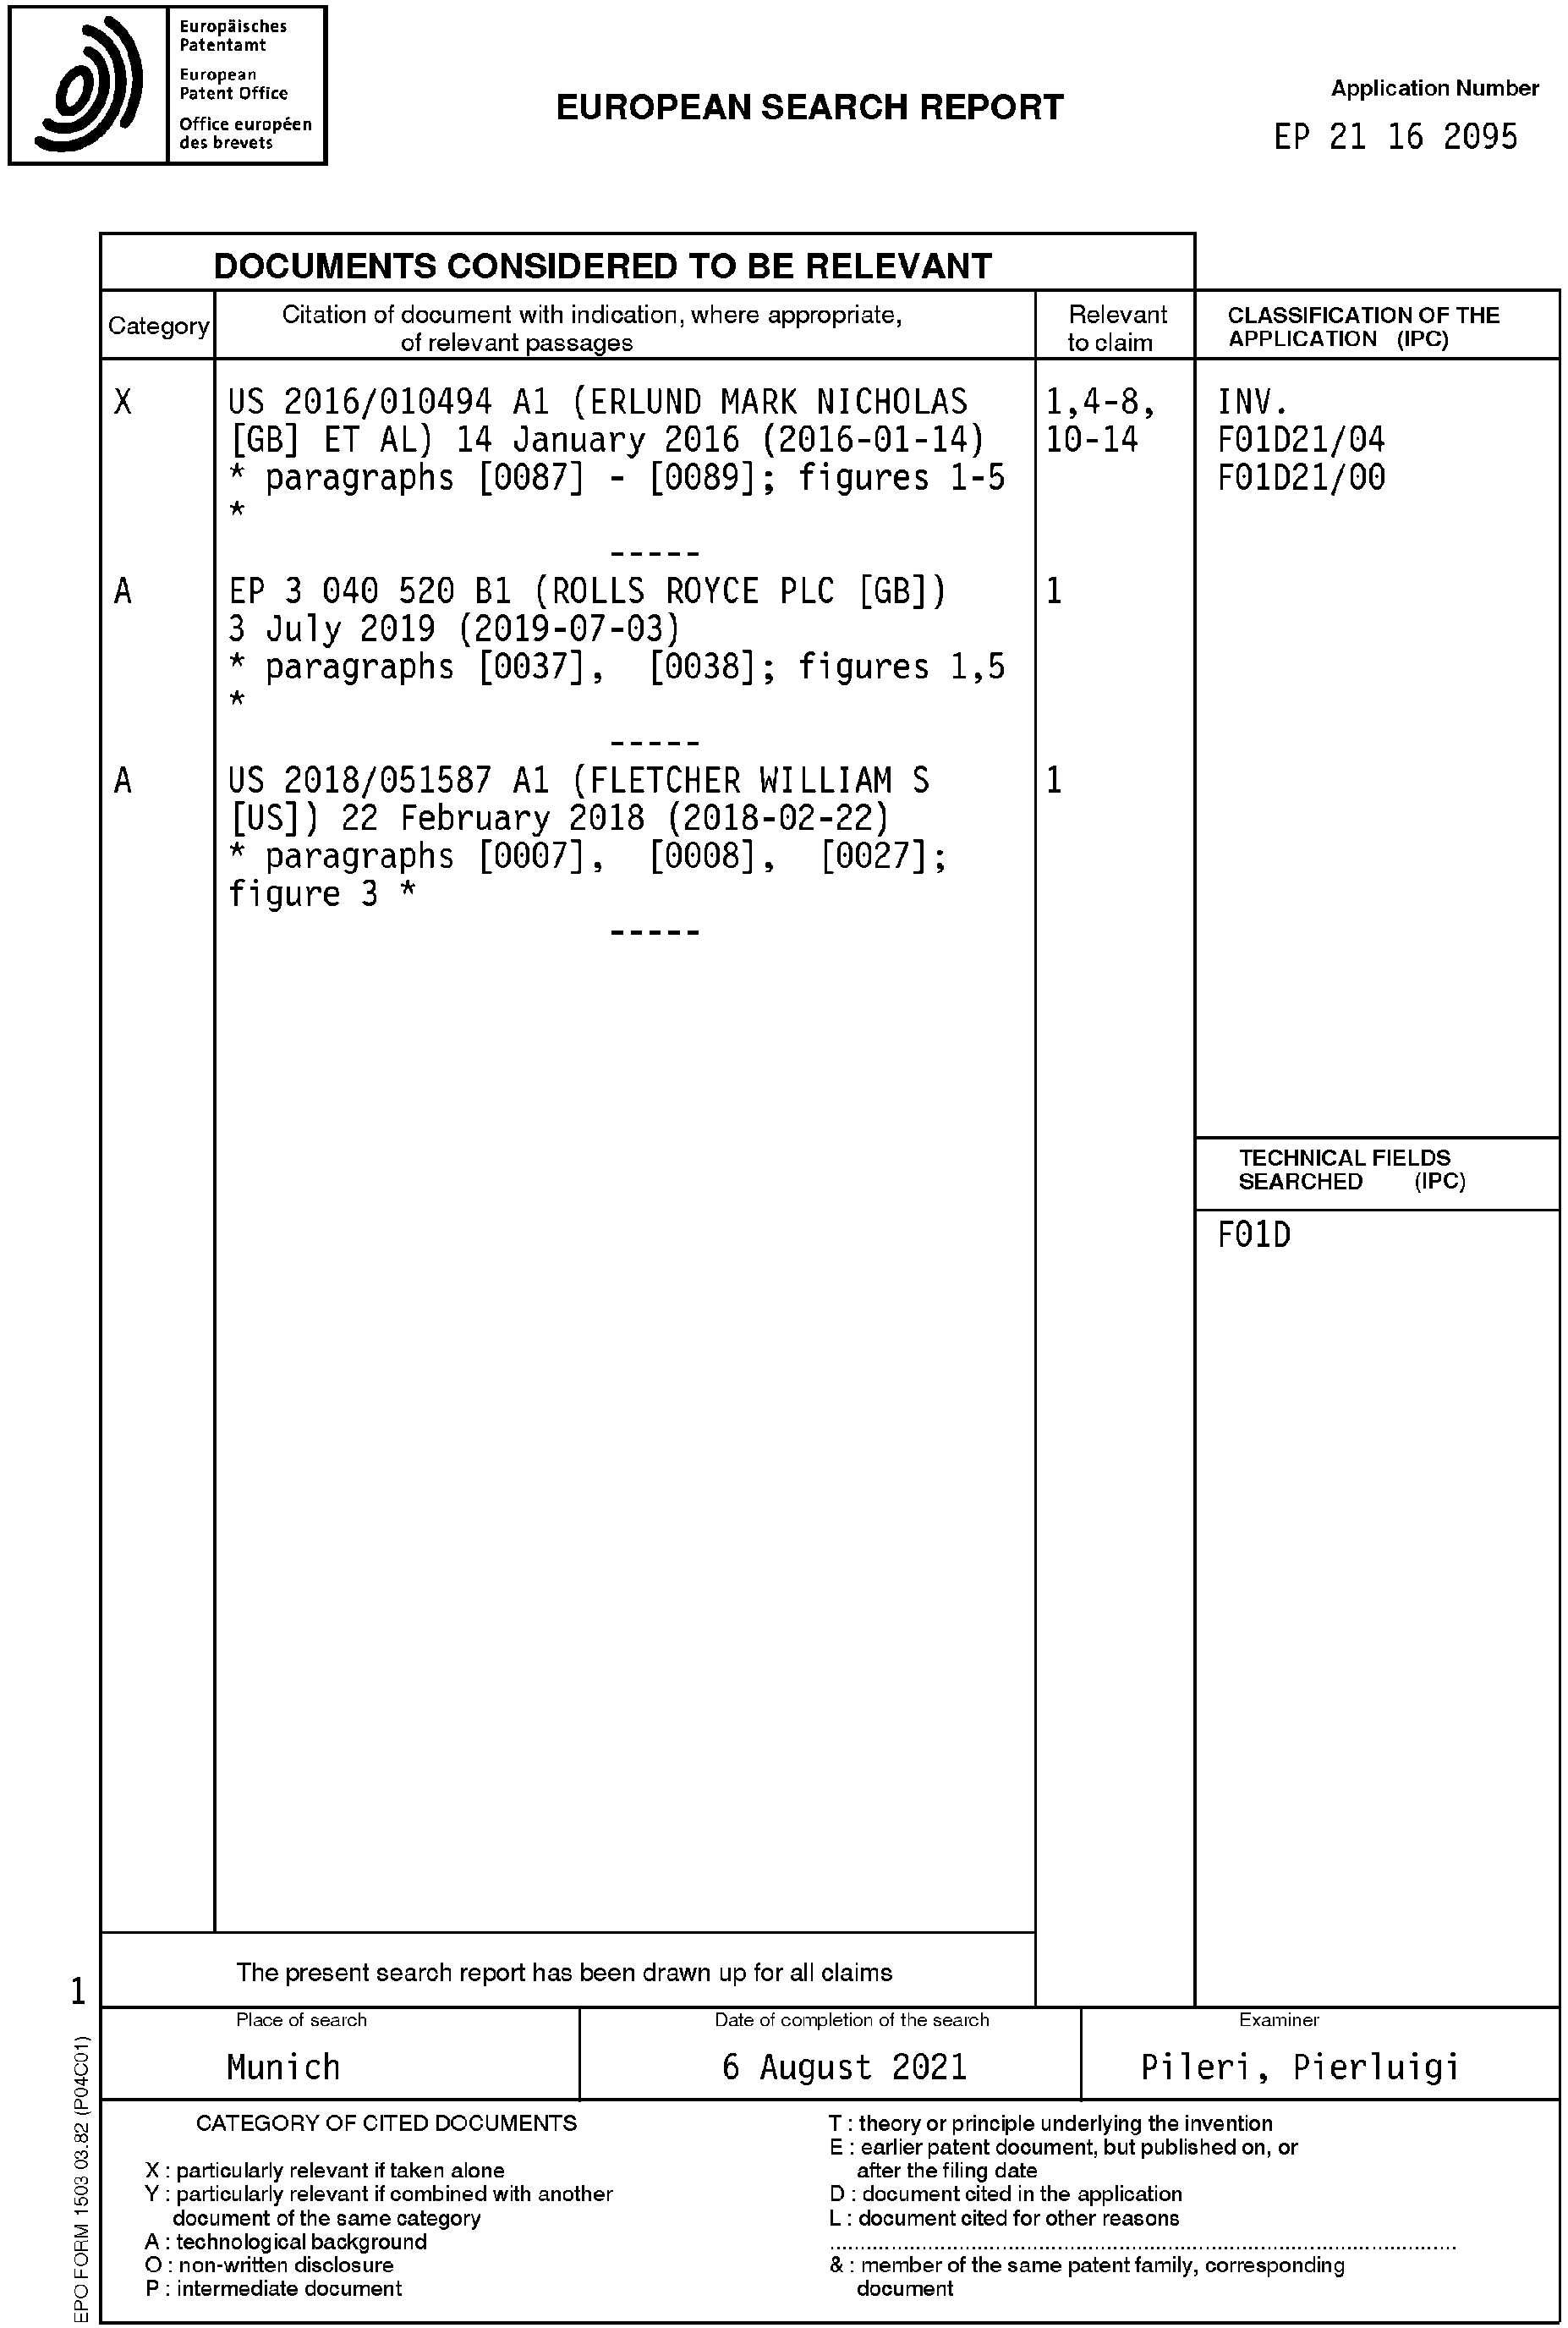 Europäisches
Patentamt
European
Patent Office
Office européen
des brevets
EUROPEAN SEARCH REPORT
Application Number
EP 21 16 2095
DOCUMENTS CONSIDERED TO BE RELEVANT
Category
Citation of document with indication, where appropriate,
of relevant passages
Relevant
to claim
CLASSIFICATION OF THE
APPLICATION (IPC)
X
US 2016/010494 A1 (ERLUND MARK NICHOLAS
[GB] ET AL) 14 January 2016 (2016-01-14)
* paragraphs [0087] - [0089]; figures 1-5
*
-----
1,4-8,
10-14
INV.
F01D21/04
F01D21/00
A
EP 3 040 520 B1 (ROLLS ROYCE PLC [GB])
3 July 2019 (2019-07-03)
* paragraphs [0037], [0038]; figures 1,5
*
-----
1
A
US 2018/051587 A1 (FLETCHER WILLIAM S
[US]) 22 February 2018 (2018-02-22)
* paragraphs [0007], [0008], [0027];
figure 3 *
-----
1
TECHNICAL FIELDS
SEARCHED (IPC)
F01D
The present search report has been drawn up for all claims
1
Place of search
Munich
Date of completion of the search
6 August 2021
Examiner
Pileri, Pierluigi
EPO FORM 1503 03.82 (P04C01)
CATEGORY OF CITED DOCUMENTS
X : particularly relevant if taken alone
Y : particularly relevant if combined with another
document of the same category
A : technological background
O : non-written disclosure
P : intermediate document
T : theory or principle underlying the invention
E : earlier patent document, but published on, or
after the filing date
D : document cited in the application
L : document cited for other reasons
& : member of the same patent family, corresponding
document